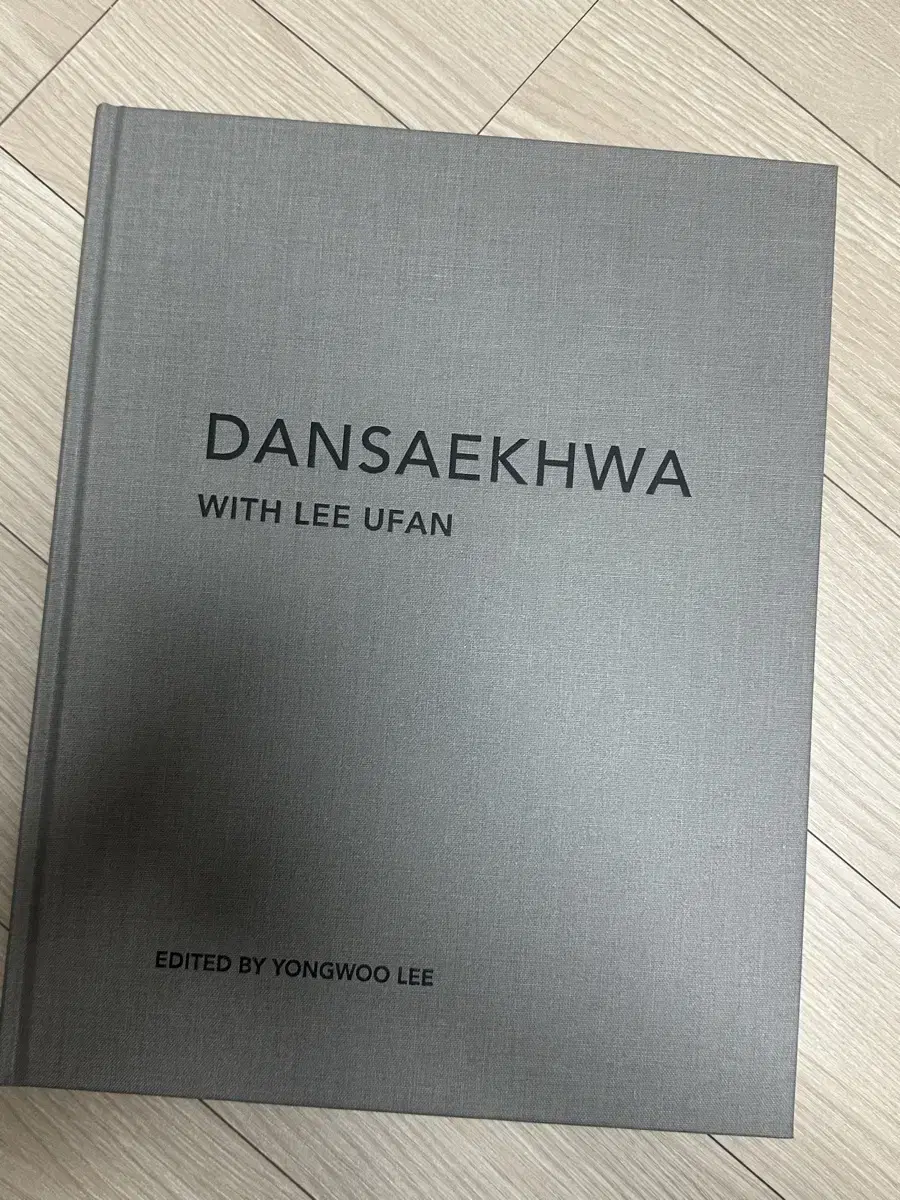 DANSAEKHWA
WITH LEE UFAN
EDITED BY YONGWOO LEE